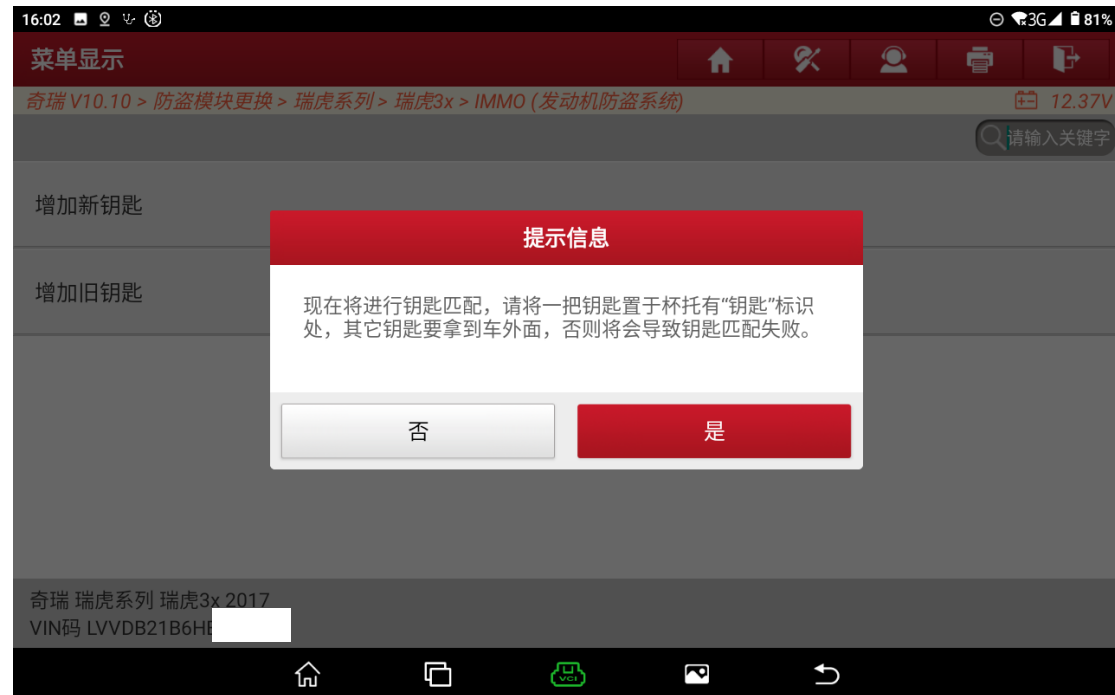 16:02 3G 81%
菜单显示
奇瑞 V10.10 > 防盗模块更换 > 瑞虎系列 > 瑞虎3x > IMMO (发动机防盗系统) 12.37V
请输入关键字
增加新钥匙
提示信息
增加旧钥匙
现在将进行钥匙匹配，请将一把钥匙置于杯托有“钥匙”标识
处，其它钥匙要拿到车外面，否则将会导致钥匙匹配失败。
否 是
奇瑞 瑞虎系列 瑞虎3x 2017
VIN码 LVVDB21B6H
VCI